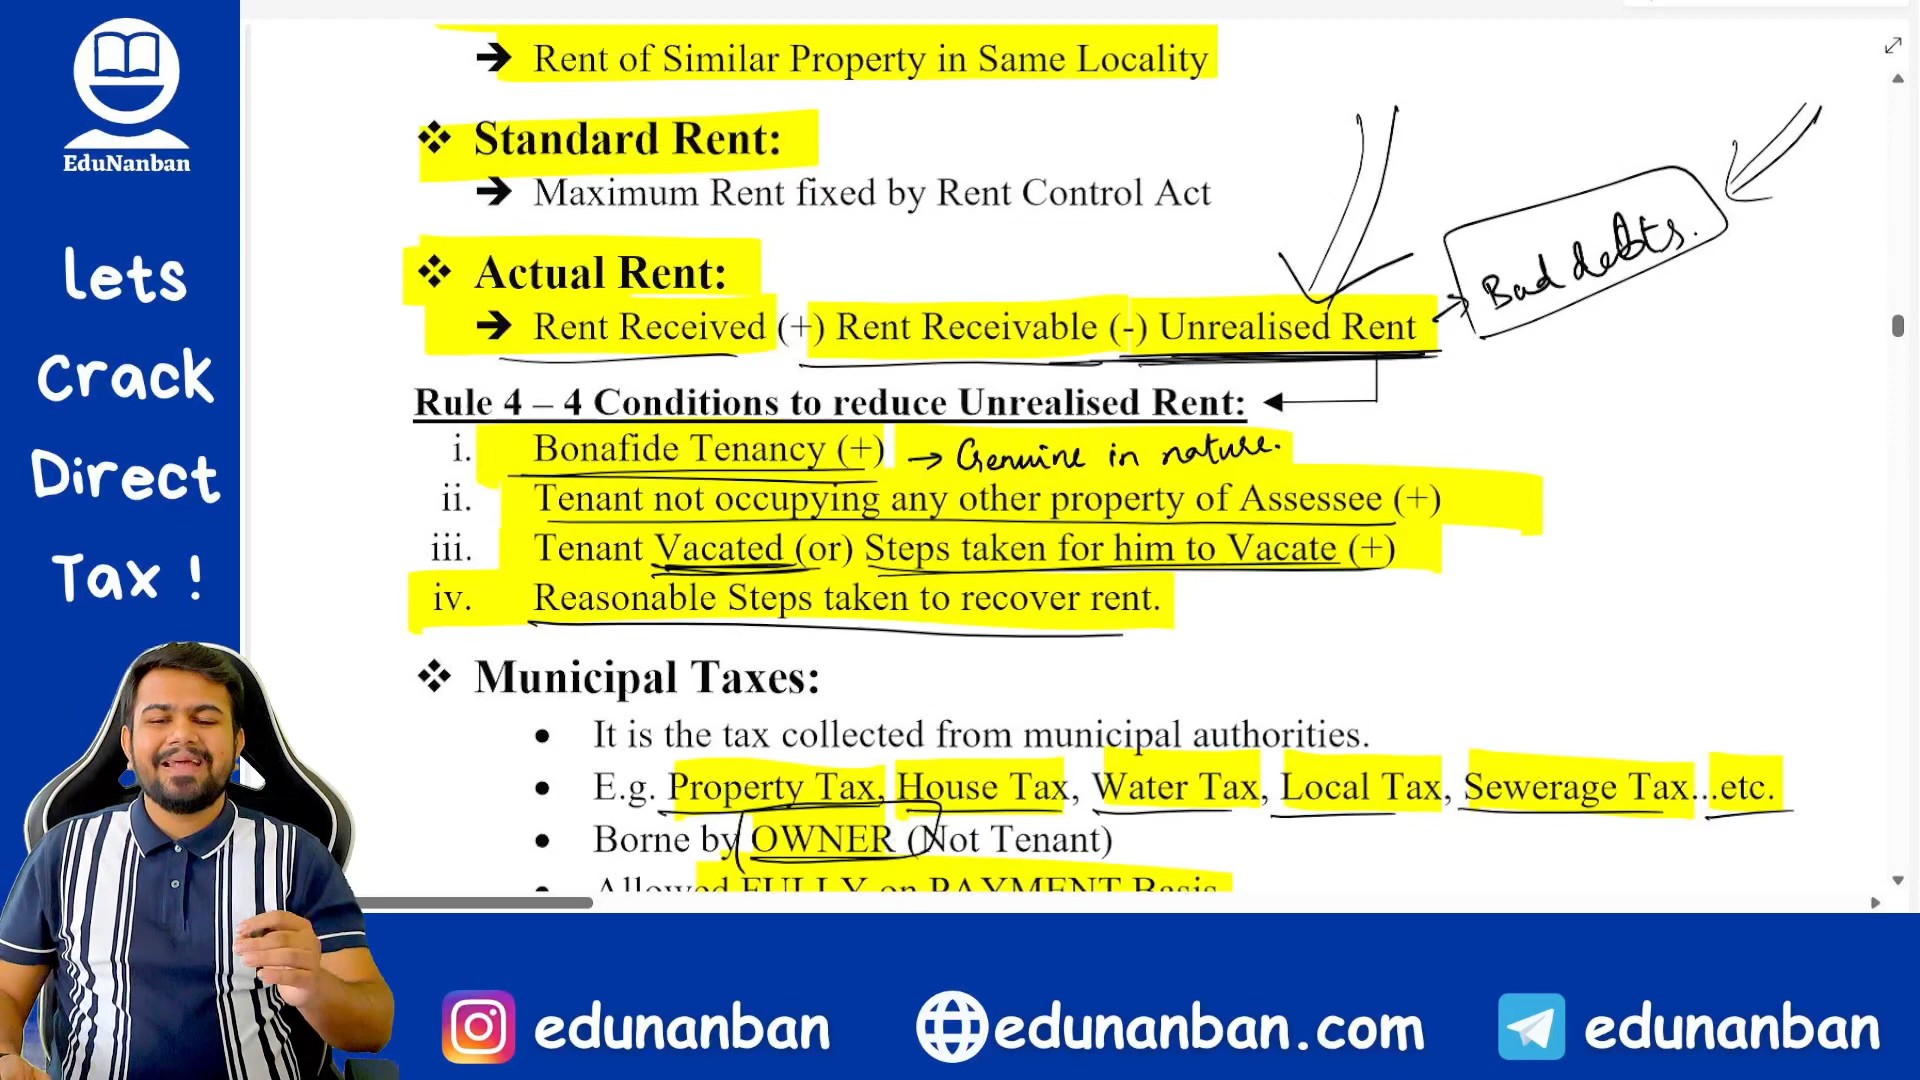 ➔ Rent of Similar Property in Same Locality
❖ Standard Rent:
➔ Maximum Rent fixed by Rent Control Act
❖ Actual Rent:
➔ Rent Received (+) Rent Receivable (-) Unrealised Rent
Bad debts.
Rule 4 – 4 Conditions to reduce Unrealised Rent:
i. Bonafide Tenancy (+) → Genuine in nature.
ii. Tenant not occupying any other property of Assessee (+)
iii. Tenant Vacated (or) Steps taken for him to Vacate (+)
iv. Reasonable Steps taken to recover rent.
❖ Municipal Taxes:
• It is the tax collected from municipal authorities.
• E.g. Property Tax, House Tax, Water Tax, Local Tax, Sewerage Tax...etc.
• Borne by OWNER (Not Tenant)
• Allowed FULLY on PAYMENT Basis
EduNanban
Lets
Crack
Direct
Tax !
edunanban
edunanban.com
edunanban